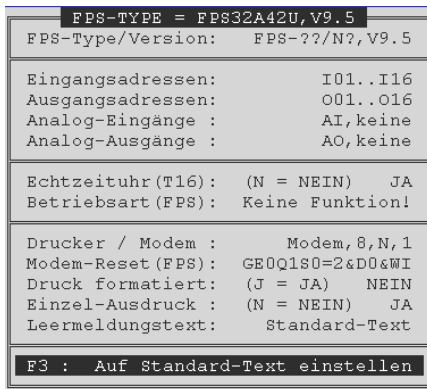 FPS-TYPE = FPS32A42U,V9.5
FPS-Type/Version: FPS-??/N?,V9.5
Eingangsadressen: I01..I16
Ausgangsadressen: O01..O16
Analog-Eingänge : AI,keine
Analog-Ausgänge : AO,keine
Echtzeituhr(T16): (N = NEIN) JA
Betriebsart(FPS): Keine Funktion!
Drucker / Modem : Modem,8,N,1
Modem-Reset(FPS): GE0Q1S0=2&D0&WI
Druck formatiert: (J = JA) NEIN
Einzel-Ausdruck : (N = NEIN) JA
Leermeldungstext: Standard-Text
F3 : Auf Standard-Text einstellen